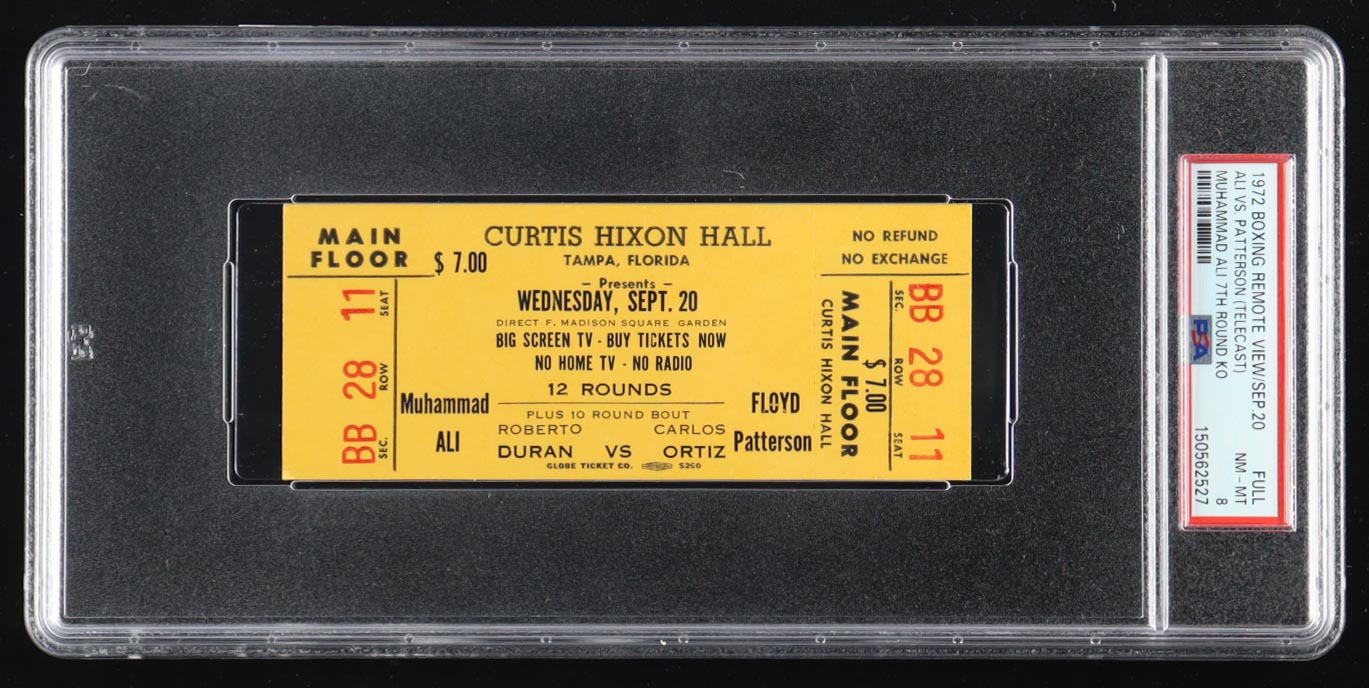 MAIN
FLOOR
$ 7.00
SEAT 11
ROW 28
SEC. BB
CURTIS HIXON HALL
TAMPA, FLORIDA
– Presents –
WEDNESDAY, SEPT. 20
DIRECT F. MADISON SQUARE GARDEN
BIG SCREEN TV - BUY TICKETS NOW
NO HOME TV - NO RADIO
12 ROUNDS
Muhammad
ALI
FLOYD
Patterson
PLUS 10 ROUND BOUT
ROBERTO CARLOS
DURAN VS ORTIZ
GLOBE TICKET CO. 5260
NO REFUND
NO EXCHANGE
$ 7.00
MAIN FLOOR
CURTIS HIXON HALL
SEC. BB
ROW 28
SEAT 11
1972 BOXING REMOTE VIEW/SEP.20 FULL
ALI VS. PATTERSON (TELECAST) NM-MT
MUHAMMAD ALI 7TH ROUND KO 8
PSA
150562527